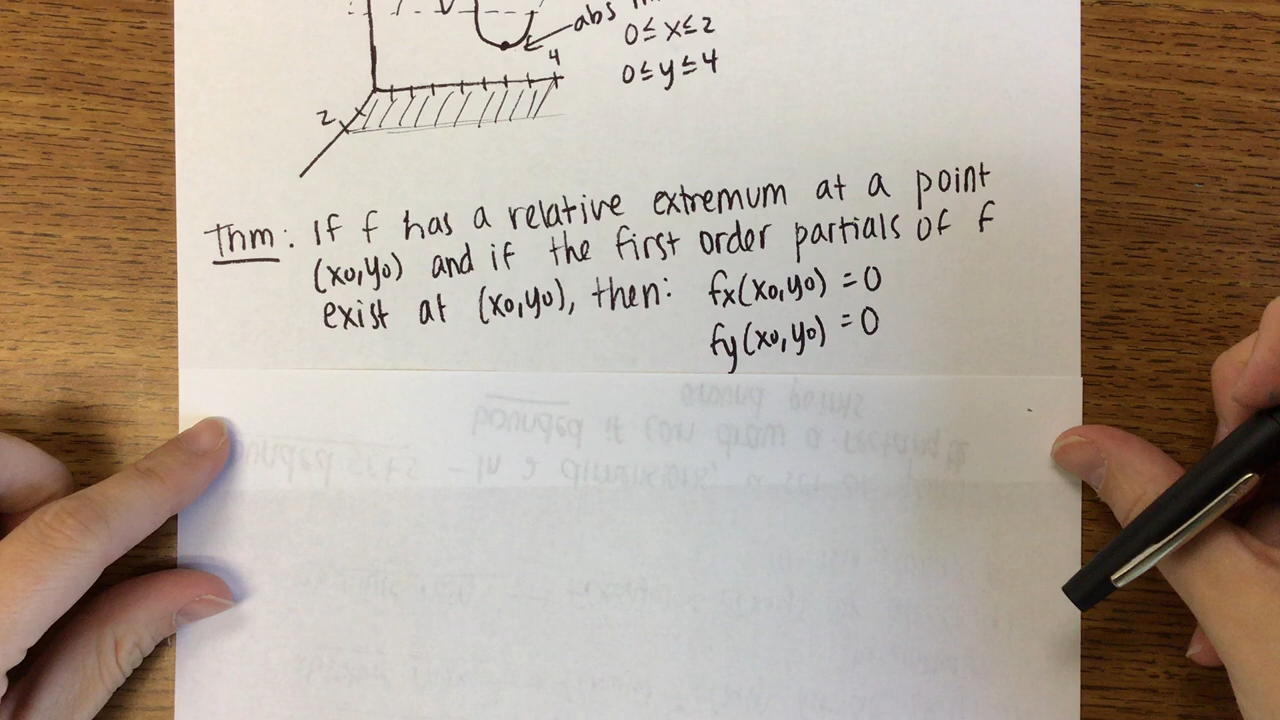 abs
0≤x≤2
4
0≤y≤4
2
Thm: If f has a relative extremum at a point
(x0,y0) and if the first order partials of f
exist at (x0,y0), then: fx(x0,y0) = 0
fy(x0,y0) = 0